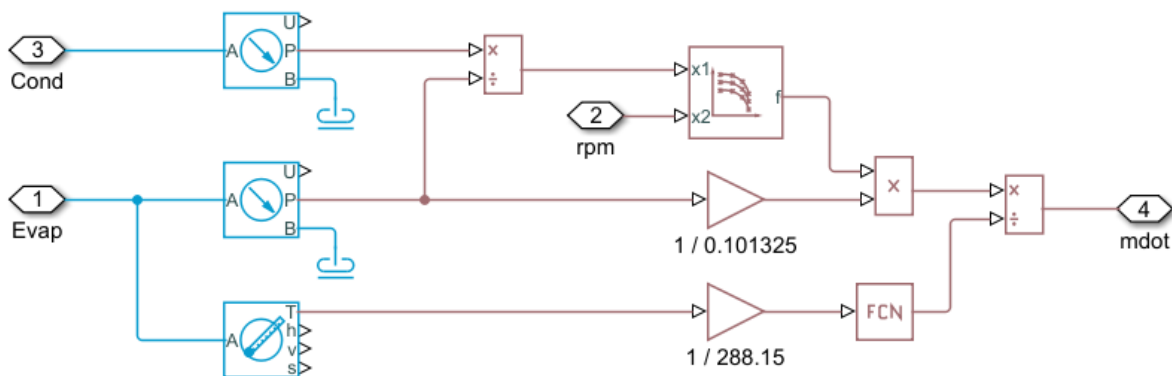 U
3
A
P
×
Cond
B
÷
x1
x2
f
2
rpm
U
×
1
A
P
X
×
÷
4
Evap
B
mdot
1 / 0.101325
T
A
h
FCN
v
s
1 / 288.15